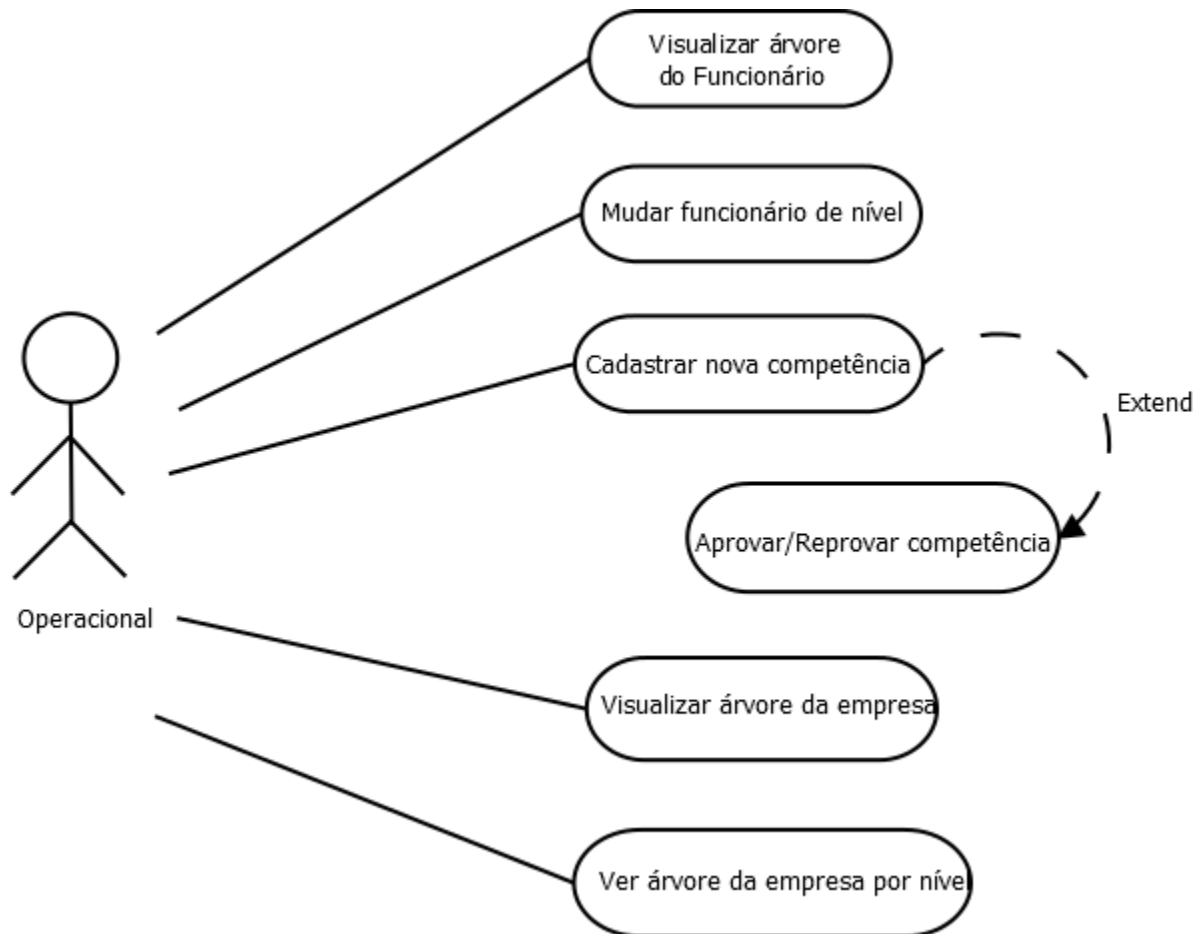 Visualizar árvore
do Funcionário
Mudar funcionário de nível
Cadastrar nova competência
Extend
Aprovar/Reprovar competência
Operacional
Visualizar árvore da empresa
Ver árvore da empresa por nível